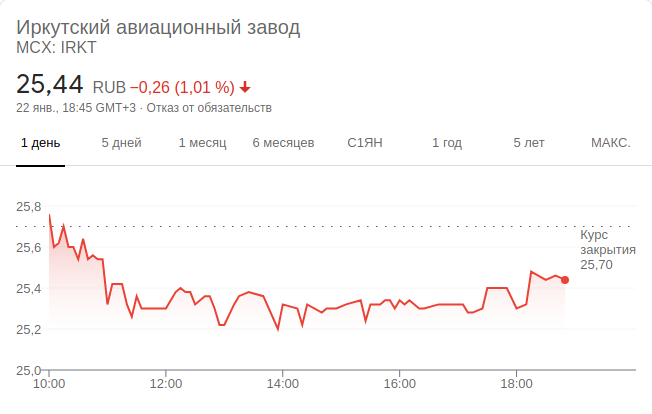 Иркутский авиационный завод
MCX: IRKT
25,44 RUB −0,26 (1,01 %)
22 янв., 18:45 GMT+3 · Отказ от обязательств
1 день 5 дней 1 месяц 6 месяцев С1ЯН 1 год 5 лет МАКС.
25,8
25,6
25,4
25,2
25,0
Курс
закрытия
25,70
10:00 12:00 14:00 16:00 18:00